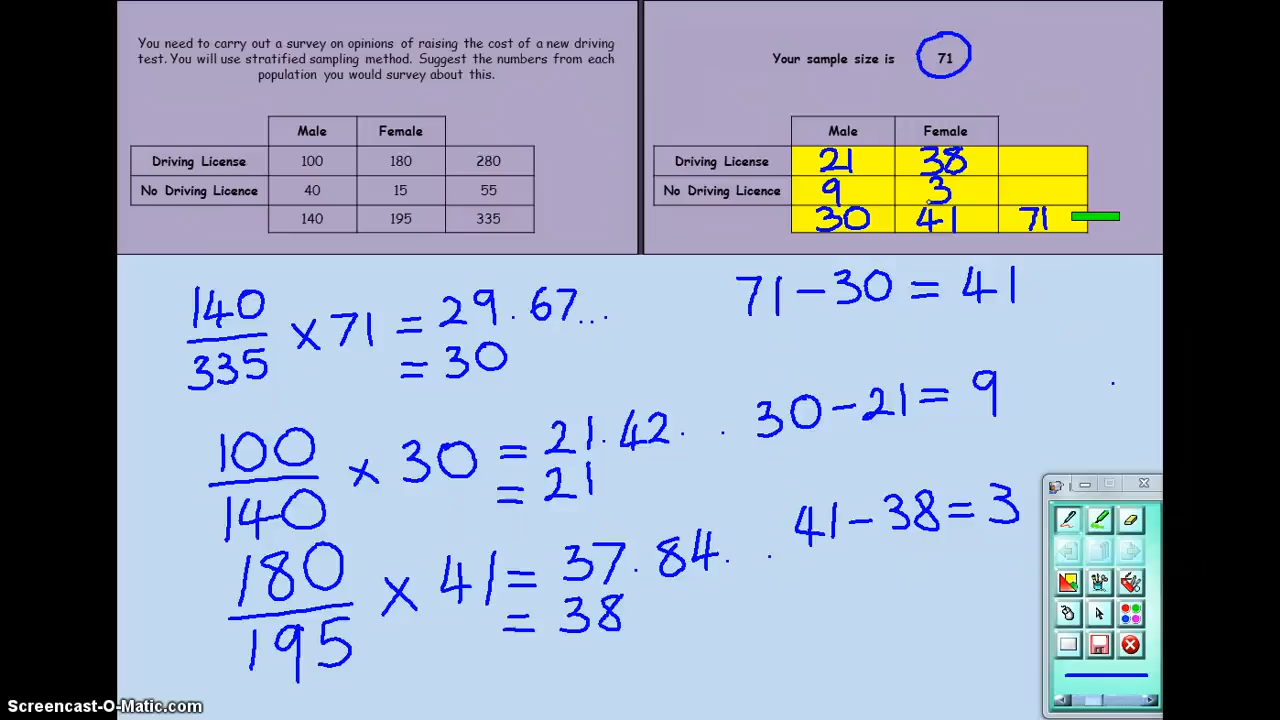 You need to carry out a survey on opinions of raising the cost of a new driving
test. You will use stratified sampling method. Suggest the numbers from each
population you would survey about this.
Male Female
Driving License 100 180 280
No Driving Licence 40 15 55
140 195 335
Your sample size is 71
Male Female
Driving License 21 38
No Driving Licence 9 3
30 41 71
140/335 × 71 = 29.67...
= 30
71 - 30 = 41
100/140 × 30 = 21.42...
= 21
30 - 21 = 9
180/195 × 41 = 37.84...
= 38
41 - 38 = 3
Screencast-O-Matic.com